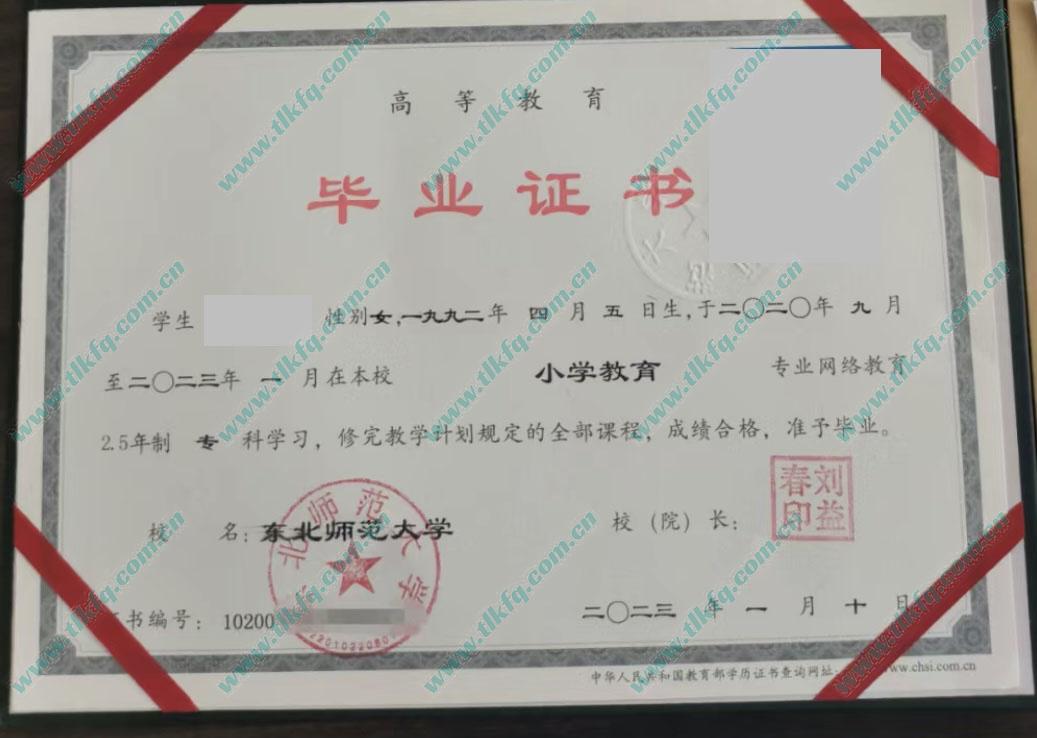 高等教育
毕业证书
学生 性别女,一九九二年 四 月 五 日生,于二〇二〇年 九 月
至二〇二三年 一 月在本校 小学教育 专业网络教育
2.5年制 专 科学习，修完教学计划规定的全部课程，成绩合格，准予毕业。
校 名：东北师范大学 校（院）长：
刘益春印
书编号：10200
二〇二三 年 一 月 十 日
中华人民共和国教育部学历证书查询网址：www.chsi.com.cn
www.tlkfq.com.cn